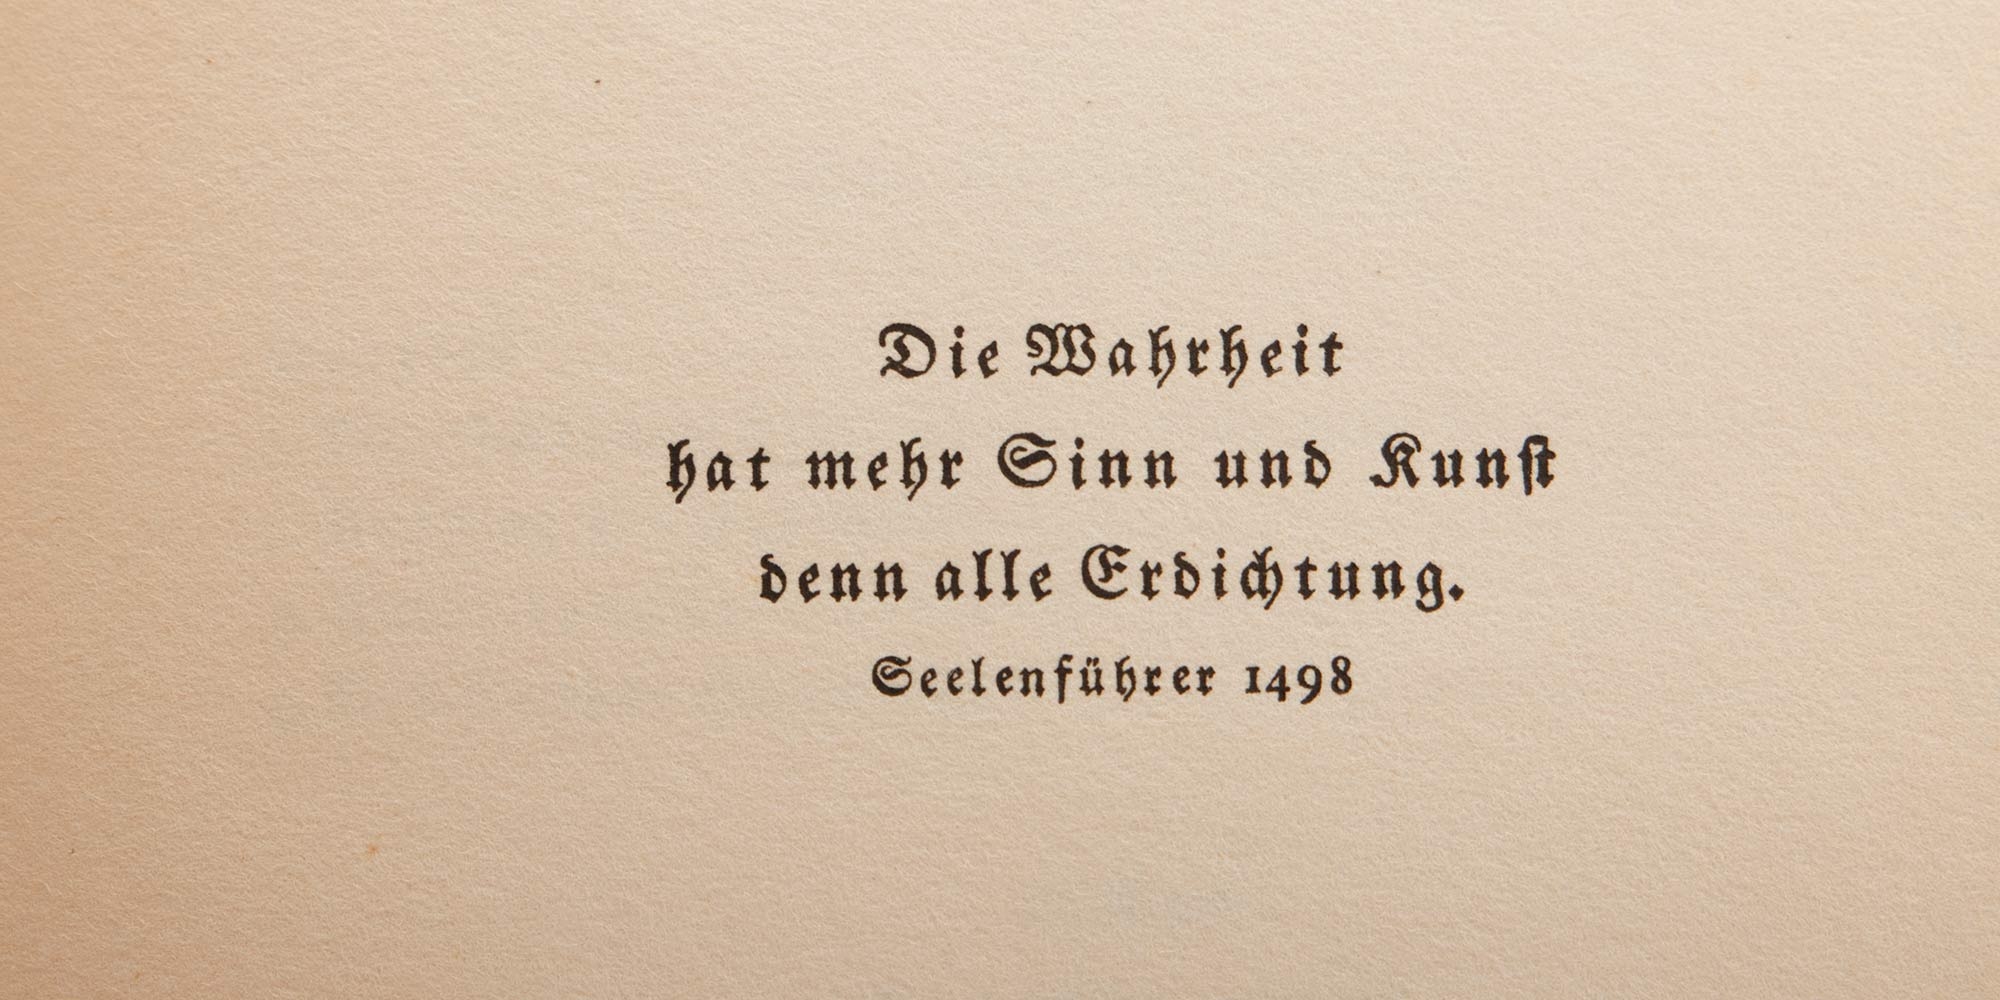 Die Wahrheit
hat mehr Sinn und Kunſt
denn alle Erdichtung.
Seelenführer 1498